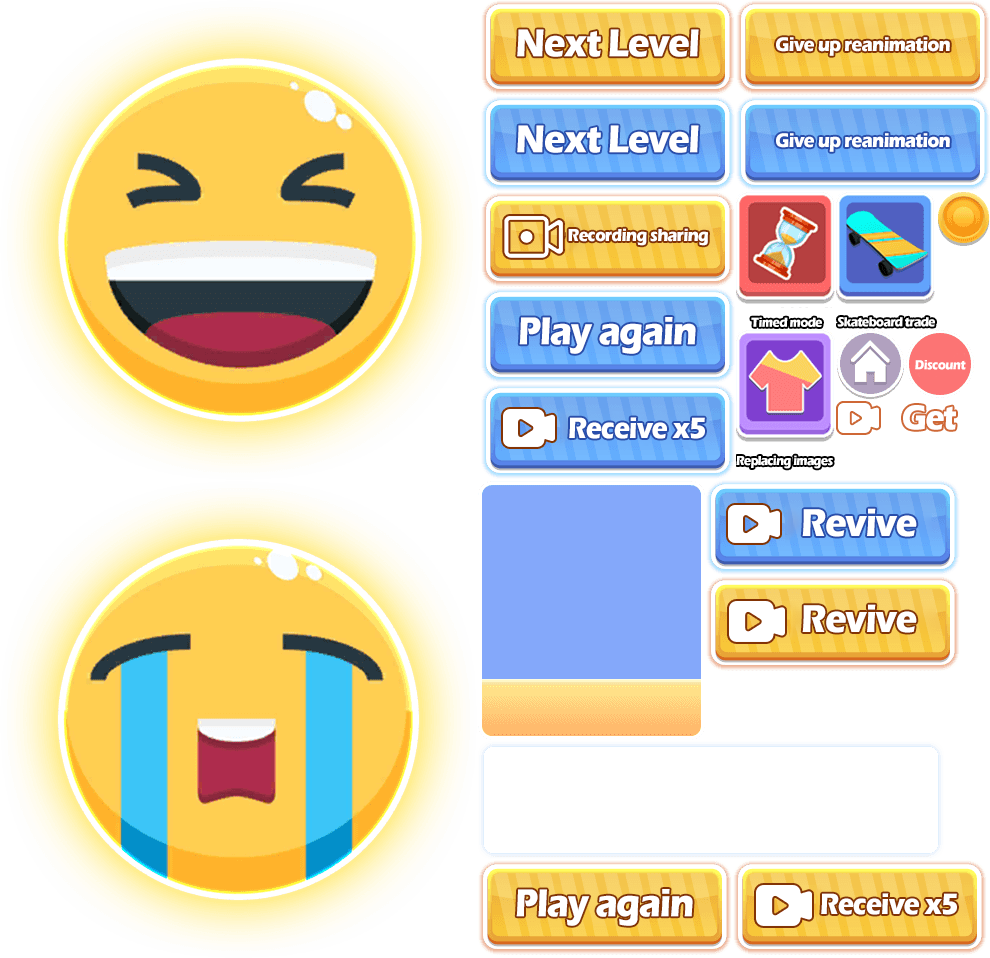 Next Level
Give up reanimation
Next Level
Give up reanimation
Recording sharing
Timed mode
Skateboard trade
Play again
Discount
Get
Receive x5
Replacing images
Revive
Revive
Play again
Receive x5